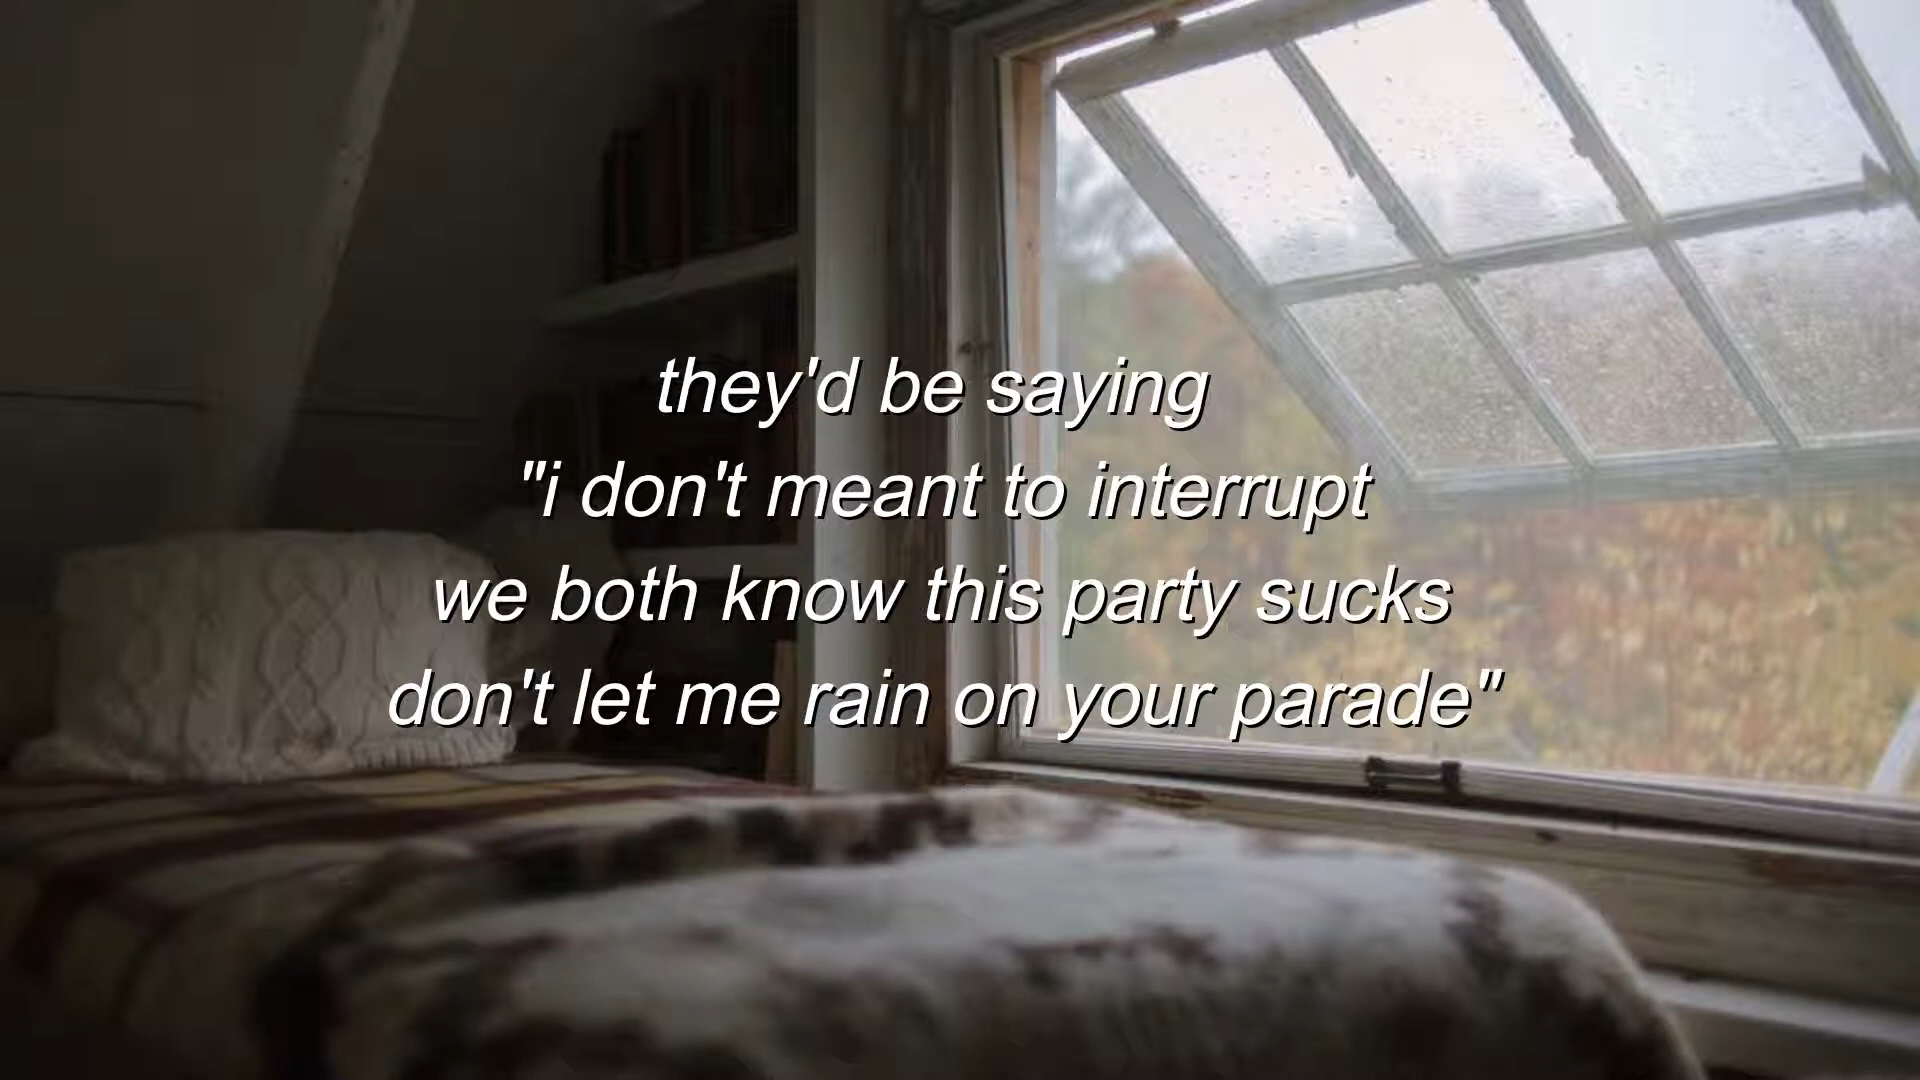 they'd be saying
"i don't meant to interrupt
we both know this party sucks
don't let me rain on your parade"